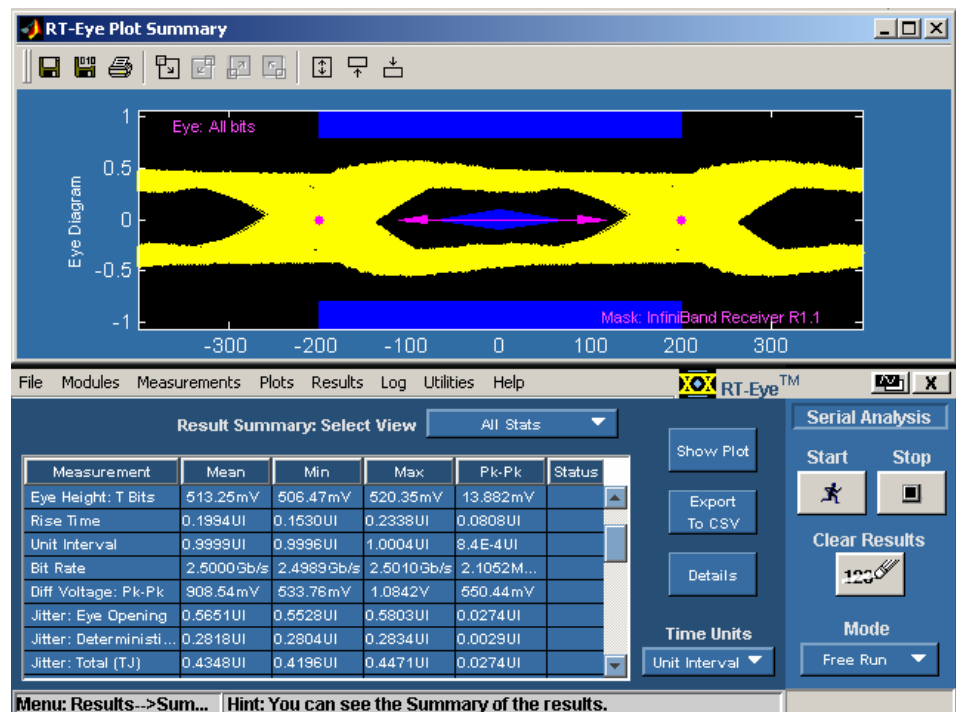 RT-Eye Plot Summary
Eye: All bits
Eye Diagram
1
0.5
0
-0.5
-1
Mask: InfiniBand Receiver R1.1
-300 -200 -100 0 100 200 300
File Modules Measurements Plots Results Log Utilities Help
RT-Eye TM
X
Result Summary: Select View All Stats
Measurement Mean Min Max Pk-Pk Status
Eye Height: T Bits 513.25mV 506.47mV 520.35mV 13.882mV
Rise Time 0.1994UI 0.1530UI 0.2338UI 0.0808UI
Unit Interval 0.9999UI 0.9996UI 1.0004UI 8.4E-4UI
Bit Rate 2.5000Gb/s 2.4989Gb/s 2.5010Gb/s 2.1052M...
Diff Voltage: Pk-Pk 908.54mV 533.76mV 1.0842V 550.44mV
Jitter: Eye Opening 0.5651UI 0.5528UI 0.5803UI 0.0274UI
Jitter: Deterministi... 0.2818UI 0.2804UI 0.2834UI 0.0029UI
Jitter: Total (TJ) 0.4348UI 0.4196UI 0.4471UI 0.0274UI
Show Plot
Export
To CSV
Details
Time Units
Unit Interval
Serial Analysis
Start Stop
Clear Results
123
Mode
Free Run
Menu: Results-->Sum... Hint: You can see the Summary of the results.